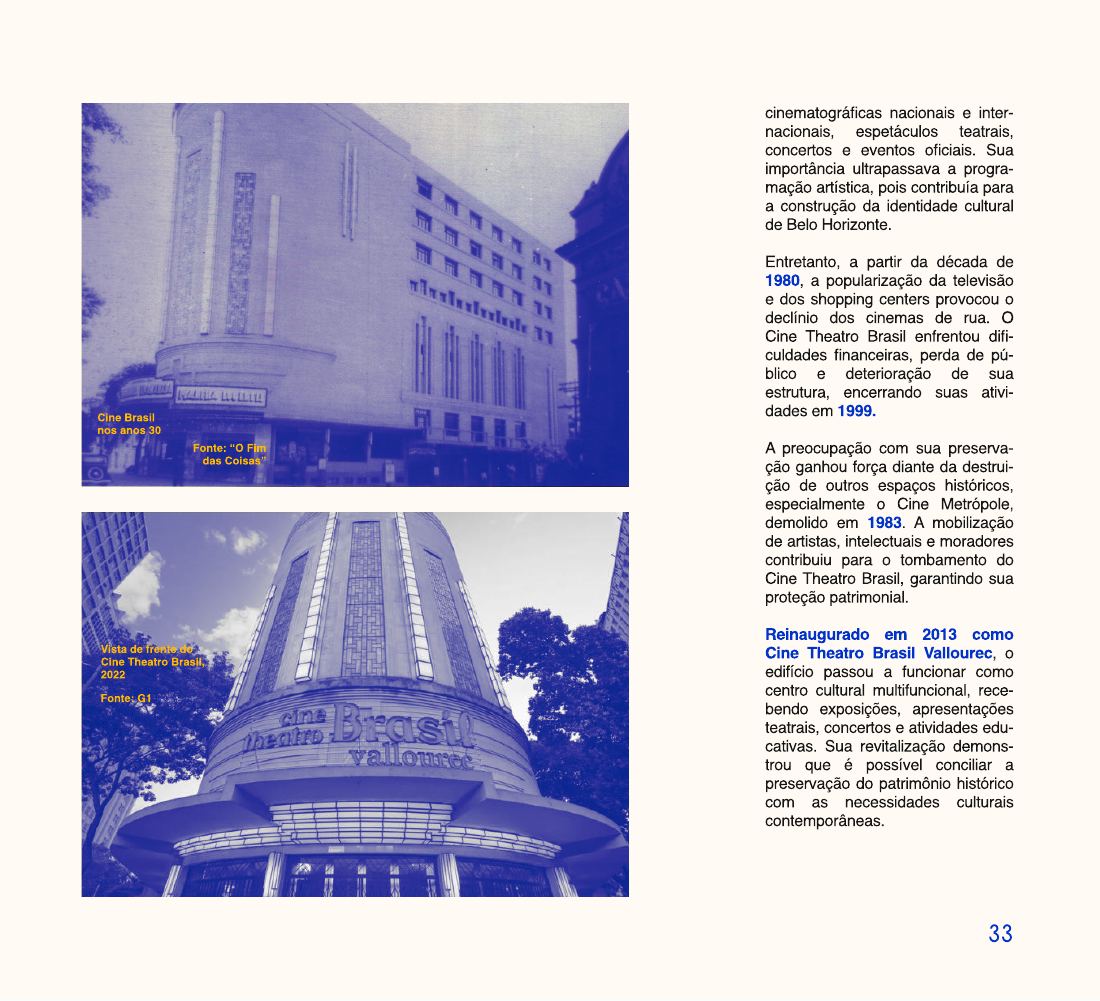 Cine Brasil
nos anos 30
Fonte: “O Fim
das Coisas”
Vista de frente do
Cine Theatro Brasil,
2022
Fonte: G1
cine
theatro Brasil
vallourec
cinematográficas nacionais e inter-
nacionais, espetáculos teatrais,
concertos e eventos oficiais. Sua
importância ultrapassava a progra-
mação artística, pois contribuía para
a construção da identidade cultural
de Belo Horizonte.
Entretanto, a partir da década de
1980, a popularização da televisão
e dos shopping centers provocou o
declínio dos cinemas de rua. O
Cine Theatro Brasil enfrentou difi-
culdades financeiras, perda de pú-
blico e deterioração de sua
estrutura, encerrando suas ativi-
dades em 1999.
A preocupação com sua preserva-
ção ganhou força diante da destrui-
ção de outros espaços históricos,
especialmente o Cine Metrópole,
demolido em 1983. A mobilização
de artistas, intelectuais e moradores
contribuiu para o tombamento do
Cine Theatro Brasil, garantindo sua
proteção patrimonial.
Reinaugurado em 2013 como
Cine Theatro Brasil Vallourec, o
edifício passou a funcionar como
centro cultural multifuncional, rece-
bendo exposições, apresentações
teatrais, concertos e atividades edu-
cativas. Sua revitalização demons-
trou que é possível conciliar a
preservação do patrimônio histórico
com as necessidades culturais
contemporâneas.
33